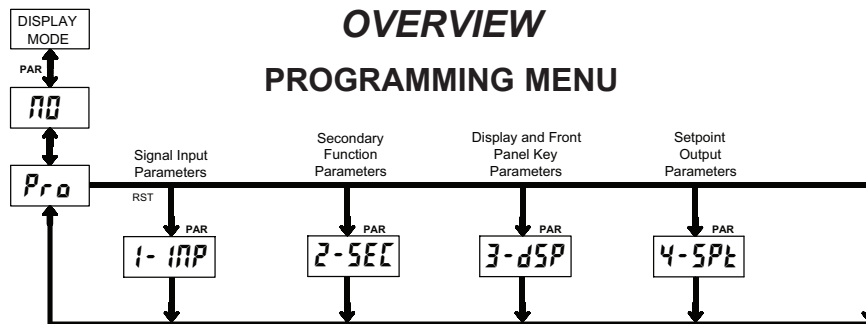 OVERVIEW
PROGRAMMING MENU
DISPLAY
MODE
PAR
NO
Pro
Signal Input
Parameters
Secondary
Function
Parameters
Display and Front
Panel Key
Parameters
Setpoint
Output
Parameters
RST
PAR
PAR
PAR
PAR
1-INP
2-SEC
3-dSP
4-SPt